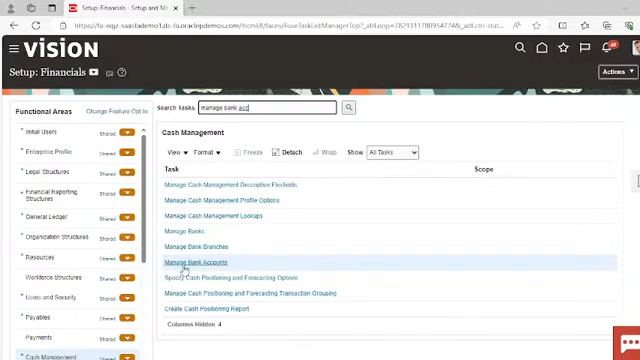 Setup: Financials - Setup and M
fa-eqjz-saasfademo1.ds-fa.oraclepdemos.com/fsmUI/faces/FuseTaskListManagerTop?_afrLoop=
VISION
Setup: Financials
Actions
Functional Areas
Change Feature Opt In
Search Tasks
manage bank acc
Initial Users Shared
Enterprise Profile Shared
Legal Structures Shared
Financial Reporting Structures Shared
General Ledger Shared
Organization Structures Shared
Resources Shared
Workforce Structures Shared
Users and Security Shared
Payables Shared
Payments Shared
Cash Management Shared
Cash Management
View Format Freeze Detach Wrap Show All Tasks
Task Scope
Manage Cash Management Descriptive Flexfields
Manage Cash Management Profile Options
Manage Cash Management Lookups
Manage Banks
Manage Bank Branches
Manage Bank Accounts
Specify Cash Positioning and Forecasting Options
Manage Cash Positioning and Forecasting Transaction Grouping
Create Cash Positioning Report
Columns Hidden 4